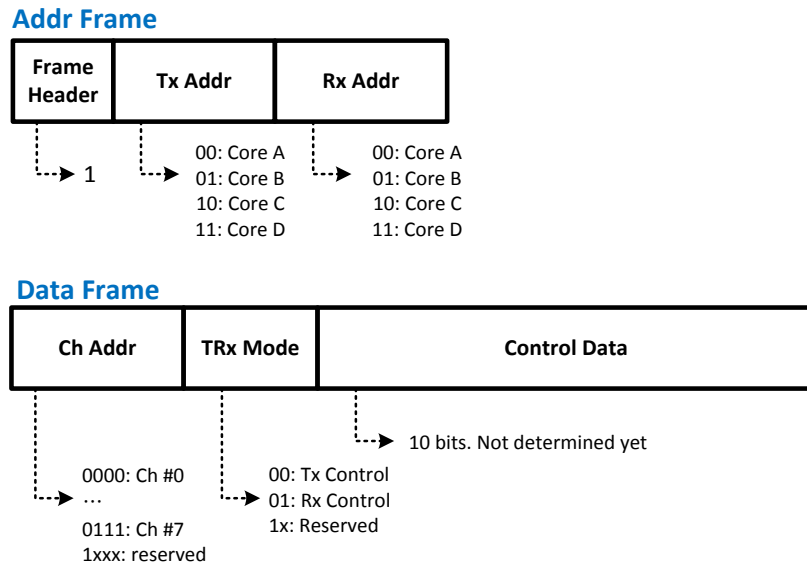 Addr Frame
Frame
Header
Tx Addr
Rx Addr
1
00: Core A
01: Core B
10: Core C
11: Core D
00: Core A
01: Core B
10: Core C
11: Core D
Data Frame
Ch Addr
TRx Mode
Control Data
10 bits. Not determined yet
0000: Ch #0
...
0111: Ch #7
1xxx: reserved
00: Tx Control
01: Rx Control
1x: Reserved